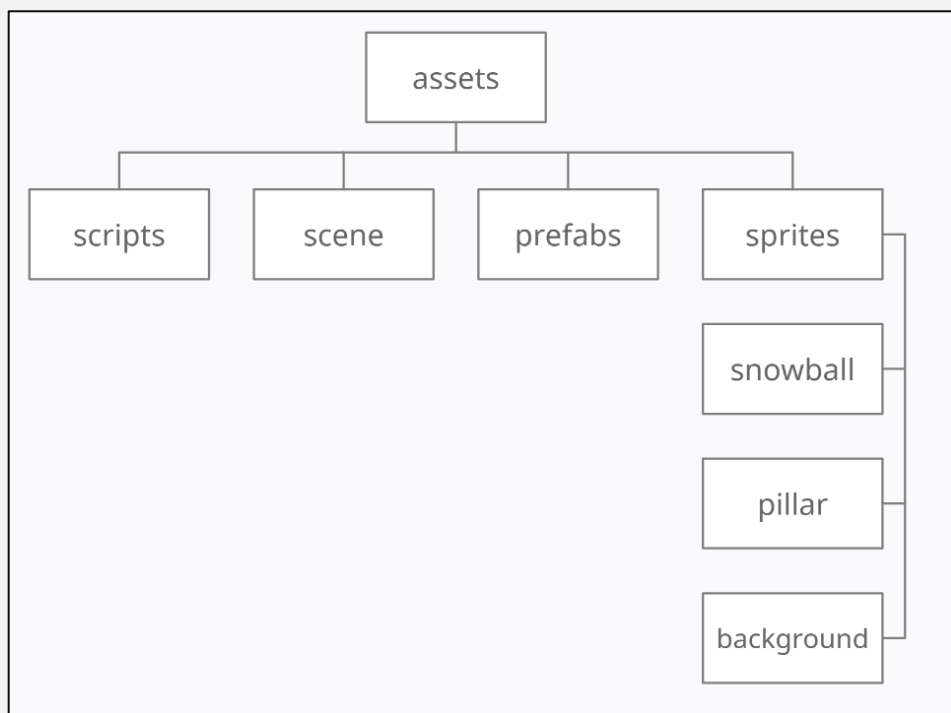 assets
scripts
scene
prefabs
sprites
snowball
pillar
background